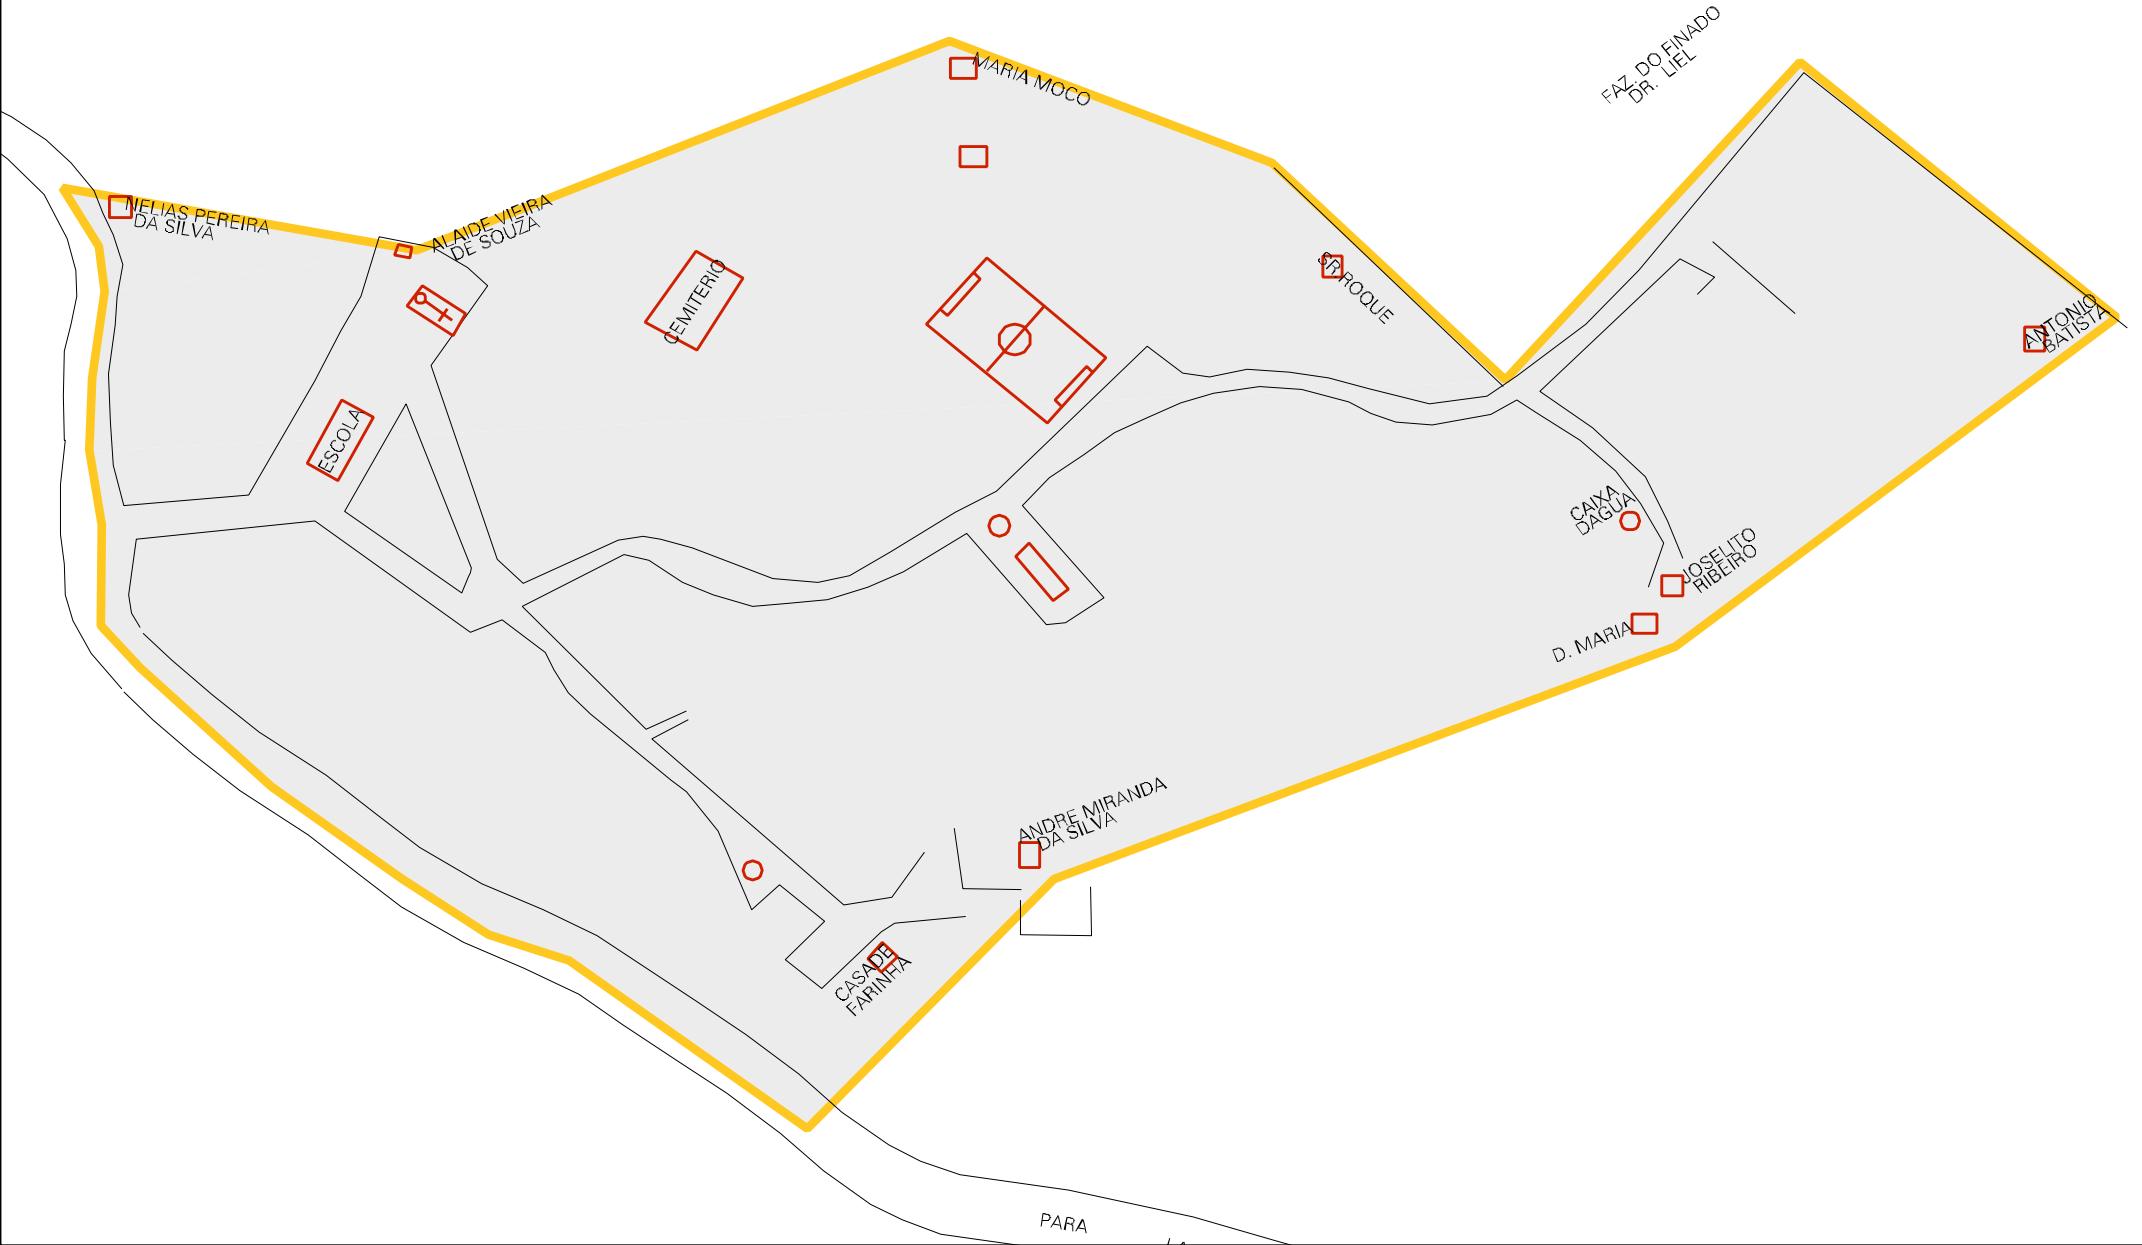 FAZ. DO FINADO
DR. LIEL
MARIA MOCO
NELIAS PEREIRA
DA SILVA
ALAIDE VIEIRA
DE SOUZA
CEMITERIO
SR. ROQUE
ANTONIO
BATISTA
ESCOLA
CAIXA
DAGUA
JOSELITO
RIBEIRO
D. MARIA
ANDRE MIRANDA
DA SILVA
CASA DE
FARINHA
PARA